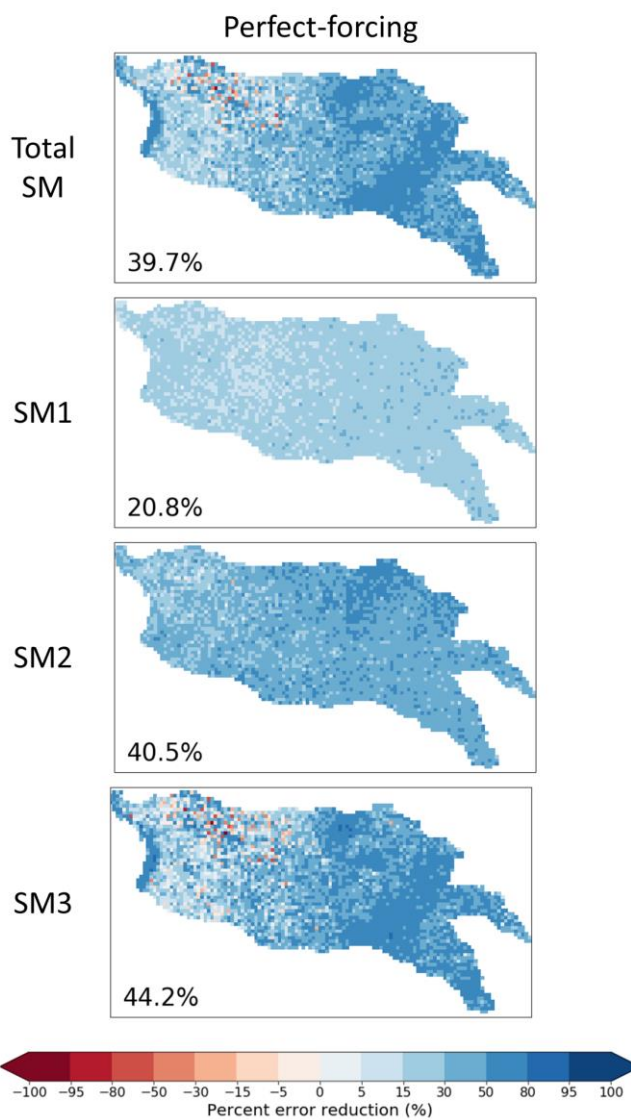 Perfect-forcing
Total
SM
39.7%
SM1
20.8%
SM2
40.5%
SM3
44.2%
−100 −95 −80 −50 −30 −15 −5 0 5 15 30 50 80 95 100
Percent error reduction (%)